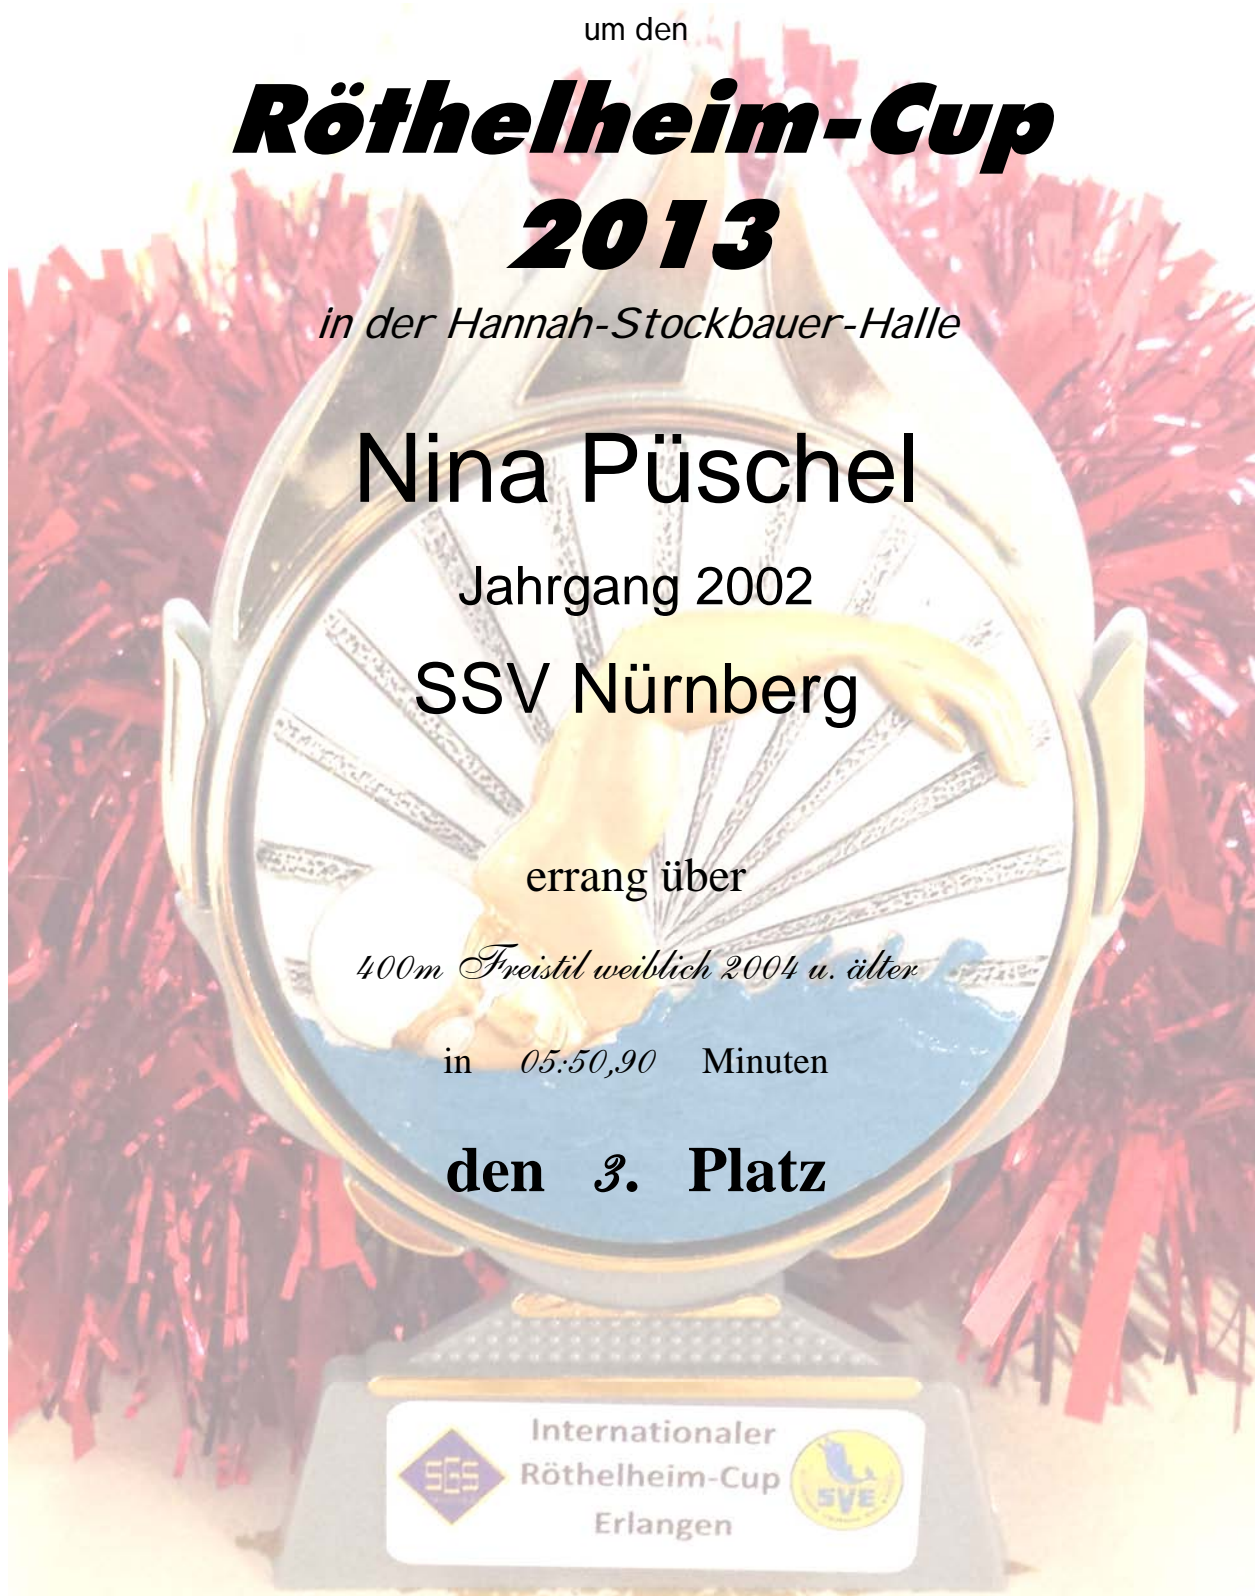 um den
Röthelheim-Cup
2013
in der Hannah-Stockbauer-Halle
Nina Püschel
Jahrgang 2002
SSV Nürnberg
errang über
400m Freistil weiblich 2004 u. älter
in 05:50,90 Minuten
den 3. Platz
Internationaler
SGS Röthelheim-Cup SVE
Erlangen